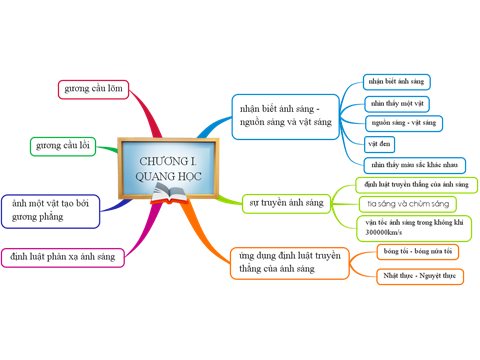 CHƯƠNG I.
QUANG HỌC
gương cầu lõm
gương cầu lồi
ảnh một vật tạo bởi
gương phẳng
định luật phản xạ ánh sáng
nhận biết ánh sáng -
nguồn sáng và vật sáng
nhận biết ánh sáng
nhìn thấy một vật
nguồn sáng - vật sáng
vật đen
nhìn thấy màu sắc khác nhau
sự truyền ánh sáng
định luật truyền thẳng của ánh sáng
tia sáng và chùm sáng
vận tốc ánh sáng trong không khí
300000km/s
ứng dụng định luật truyền
thẳng của ánh sáng
bóng tối - bóng nửa tối
Nhật thực - Nguyệt thực